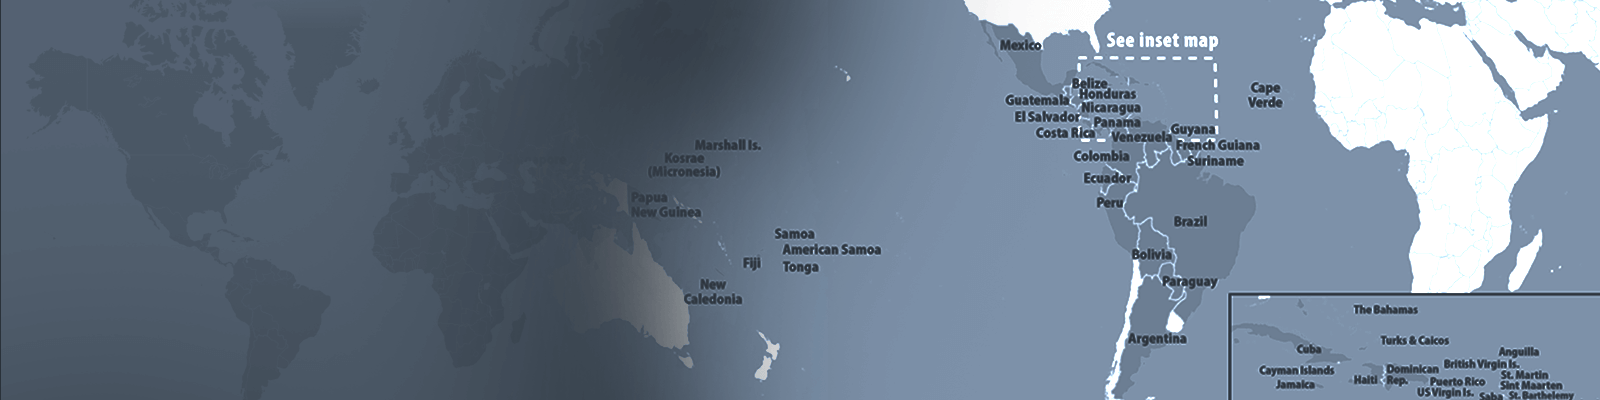 See inset map
Mexico
Belize
Honduras
Guatemala
Nicaragua
El Salvador
Panama
Costa Rica
Venezuela
Guyana
French Guiana
Suriname
Colombia
Ecuador
Peru
Brazil
Bolivia
Paraguay
Argentina
Cape
Verde
Marshall Is.
Kosrae
(Micronesia)
Papua
New Guinea
Samoa
American Samoa
Fiji
Tonga
New
Caledonia
The Bahamas
Turks & Caicos
Cuba
Anguilla
Cayman Islands
Jamaica
Haiti
Dominican
Rep.
British Virgin Is.
St. Martin
Puerto Rico
Sint Maarten
US Virgin Is.
Saba
St. Barthelemy